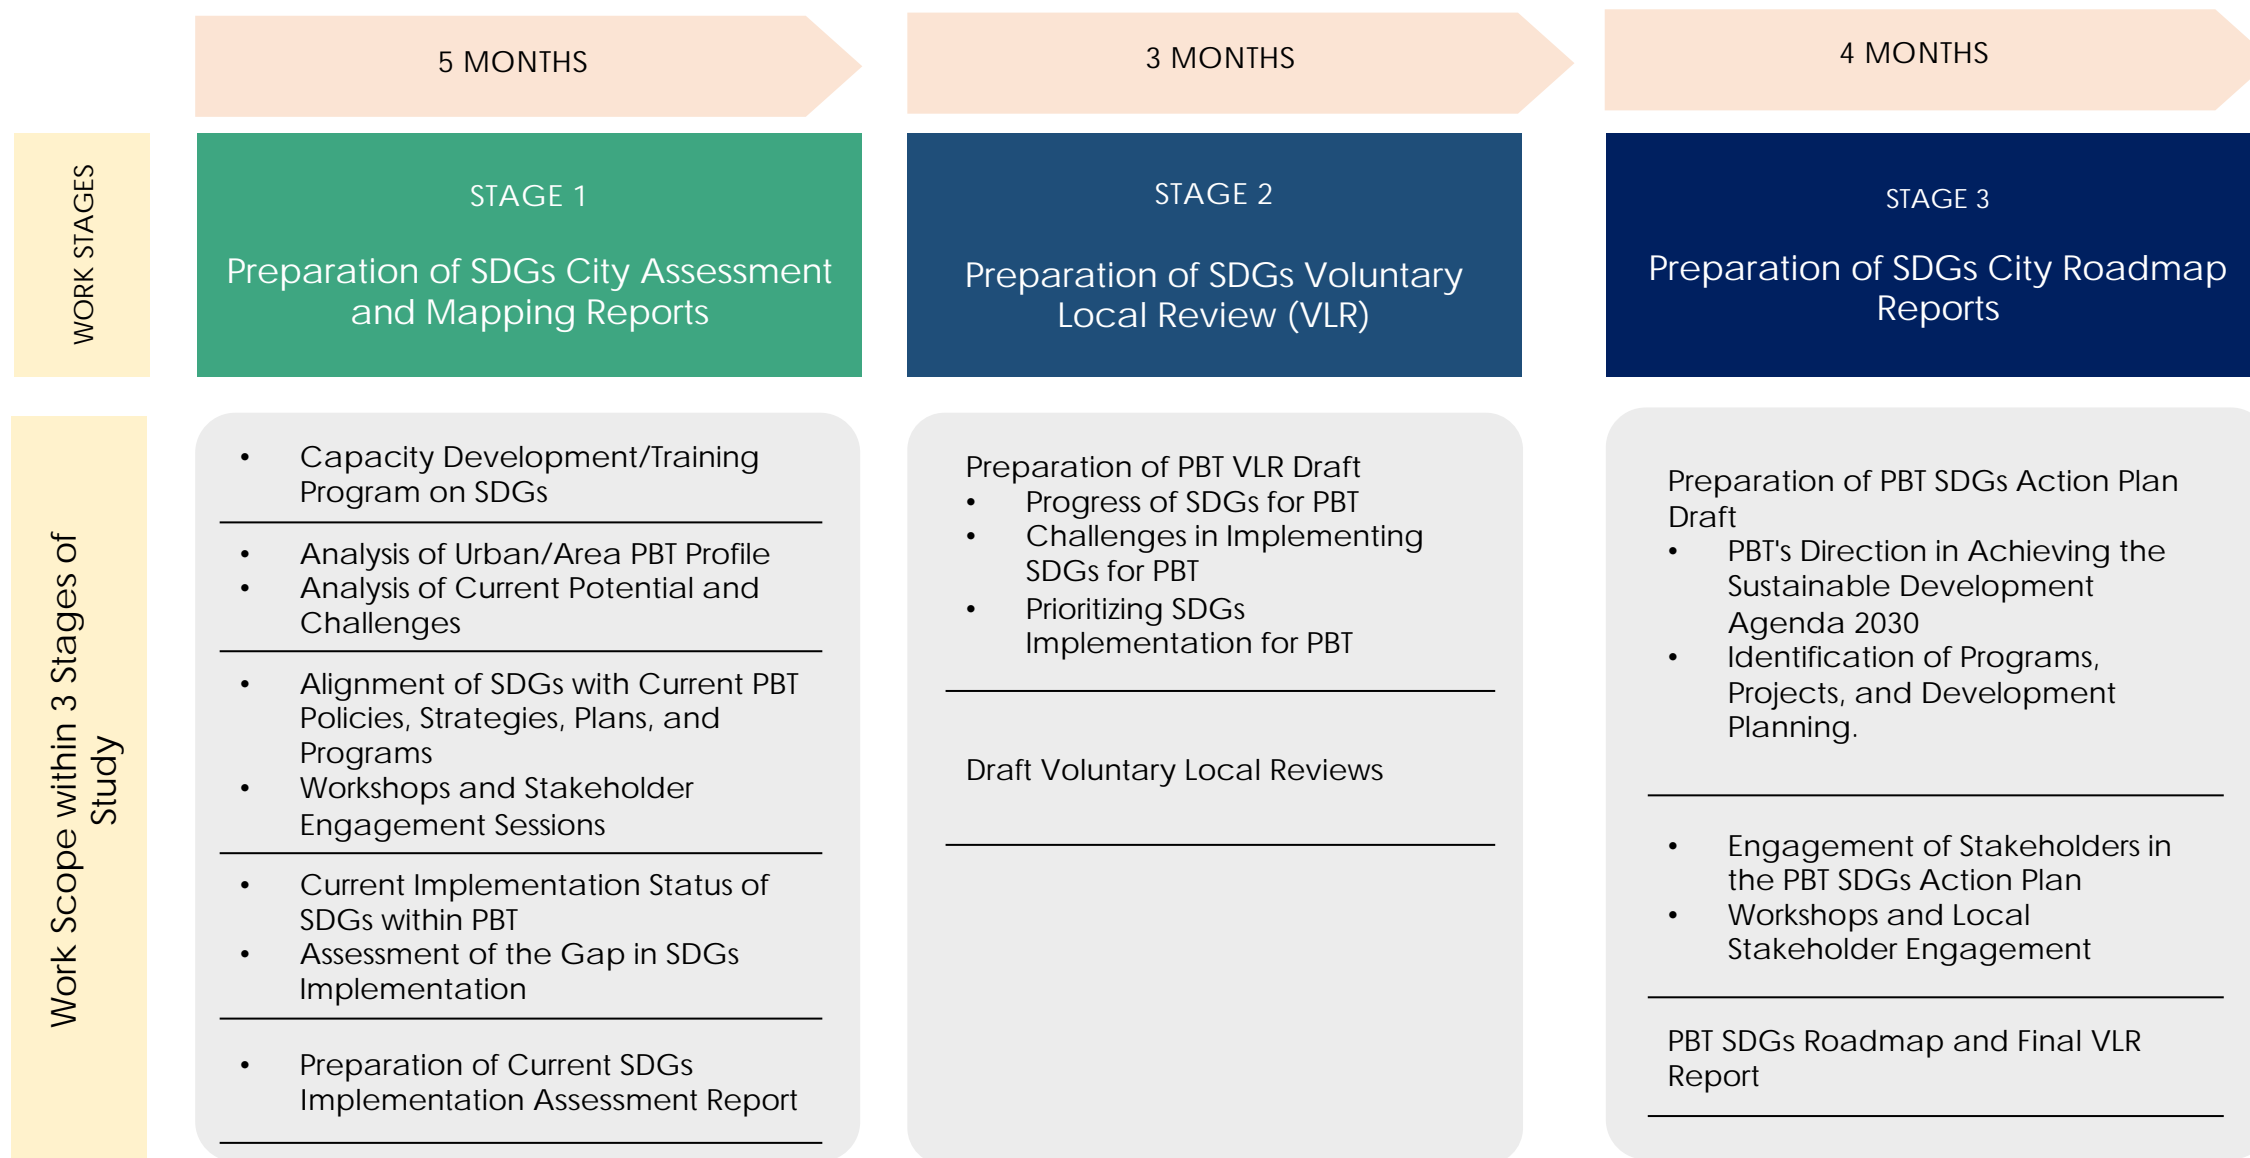 5 MONTHS
3 MONTHS
4 MONTHS
WORK STAGES
STAGE 1
Preparation of SDGs City Assessment
and Mapping Reports
STAGE 2
Preparation of SDGs Voluntary
Local Review (VLR)
STAGE 3
Preparation of SDGs City Roadmap
Reports
Work Scope within 3 Stages of
Study
• Capacity Development/Training
Program on SDGs
• Analysis of Urban/Area PBT Profile
• Analysis of Current Potential and
Challenges
• Alignment of SDGs with Current PBT
Policies, Strategies, Plans, and
Programs
• Workshops and Stakeholder
Engagement Sessions
• Current Implementation Status of
SDGs within PBT
• Assessment of the Gap in SDGs
Implementation
• Preparation of Current SDGs
Implementation Assessment Report
Preparation of PBT VLR Draft
• Progress of SDGs for PBT
• Challenges in Implementing
SDGs for PBT
• Prioritizing SDGs
Implementation for PBT
Draft Voluntary Local Reviews
Preparation of PBT SDGs Action Plan
Draft
• PBT's Direction in Achieving the
Sustainable Development
Agenda 2030
• Identification of Programs,
Projects, and Development
Planning.
• Engagement of Stakeholders in
the PBT SDGs Action Plan
• Workshops and Local
Stakeholder Engagement
PBT SDGs Roadmap and Final VLR
Report